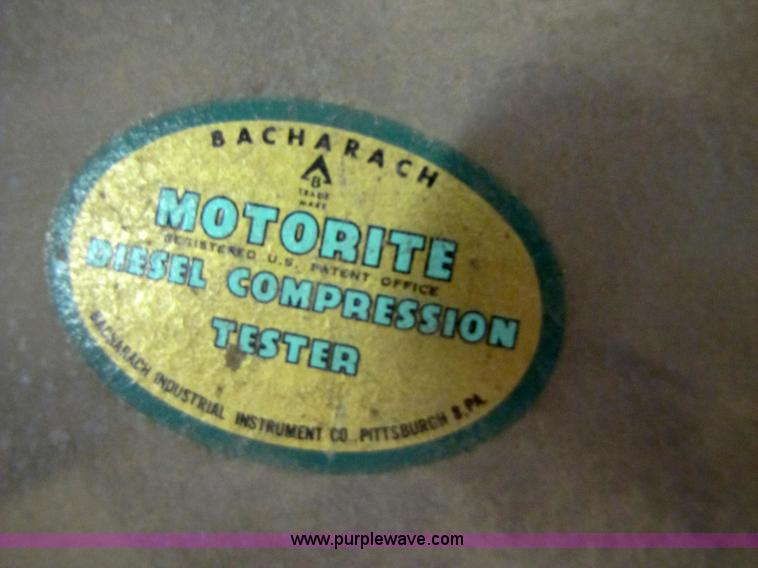 BACHARACH
B
TRADE
MARK
MOTORITE
REGISTERED U.S. PATENT OFFICE
DIESEL COMPRESSION
TESTER
BACHARACH INDUSTRIAL INSTRUMENT CO. PITTSBURGH 8, PA.
www.purplewave.com